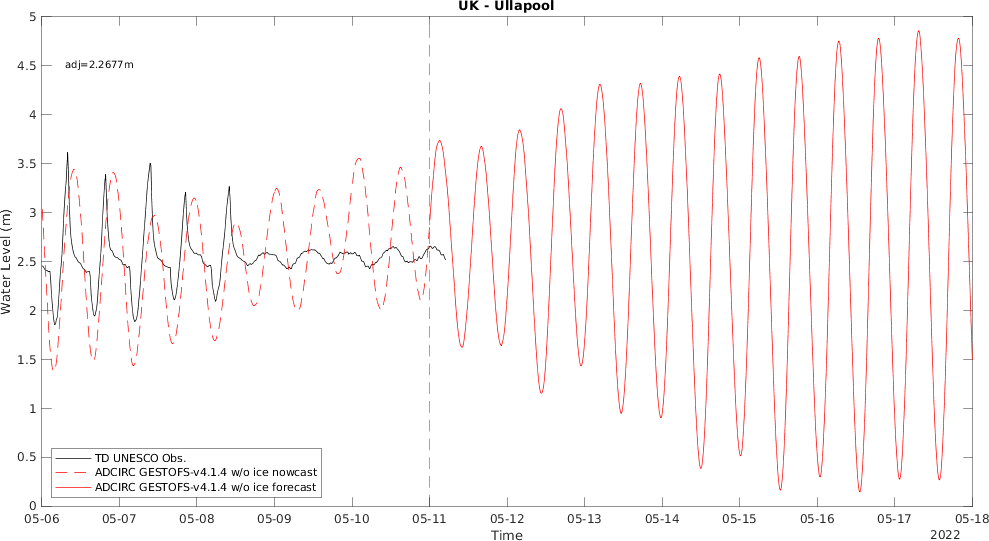 UK - Ullapool
5
4.5
4
3.5
3
2.5
2
1.5
1
0.5
0
adj=2.2677m
Water Level (m)
TD UNESCO Obs.
ADCIRC GESTOFS-v4.1.4 w/o ice nowcast
ADCIRC GESTOFS-v4.1.4 w/o ice forecast
05-06 05-07 05-08 05-09 05-10 05-11 05-12 05-13 05-14 05-15 05-16 05-17 05-18
Time
2022